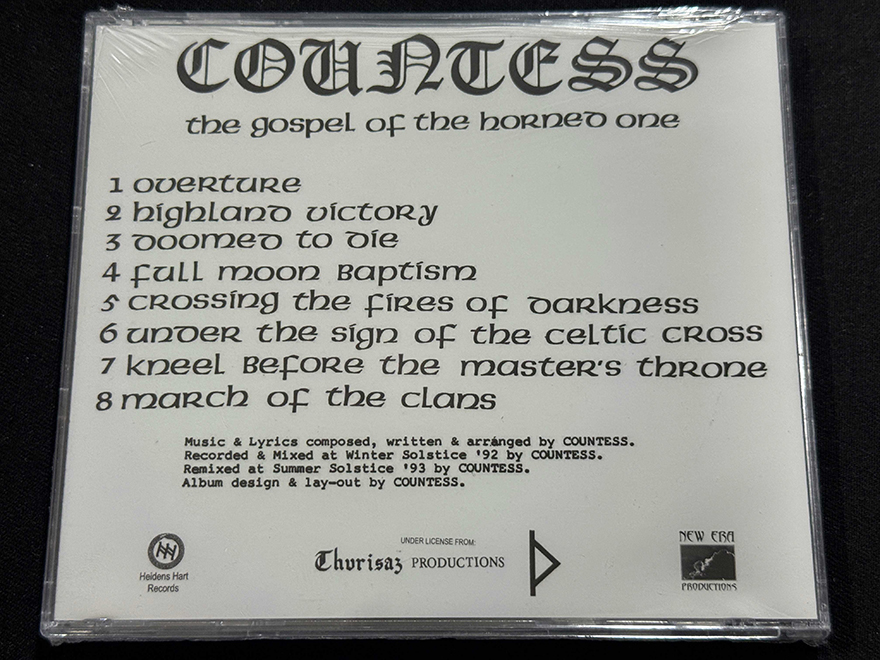 COUNTESS
the gospel of the horned one
1 overture
2 highland victory
3 doomed to die
4 full moon Baptism
5 crossing the fires of darkness
6 under the sign of the celtic cross
7 kneel Before the master's throne
8 march of the clans
Music & Lyrics composed, written & arránged by COUNTESS.
Recorded & Mixed at Winter Solstice '92 by COUNTESS.
Remixed at Summer Solstice '93 by COUNTESS.
Album design & lay-out by COUNTESS.
Heidens Hart
Records
UNDER LICENSE FROM:
Thurisaz PRODUCTIONS
NEW ERA
PRODUCTIONS